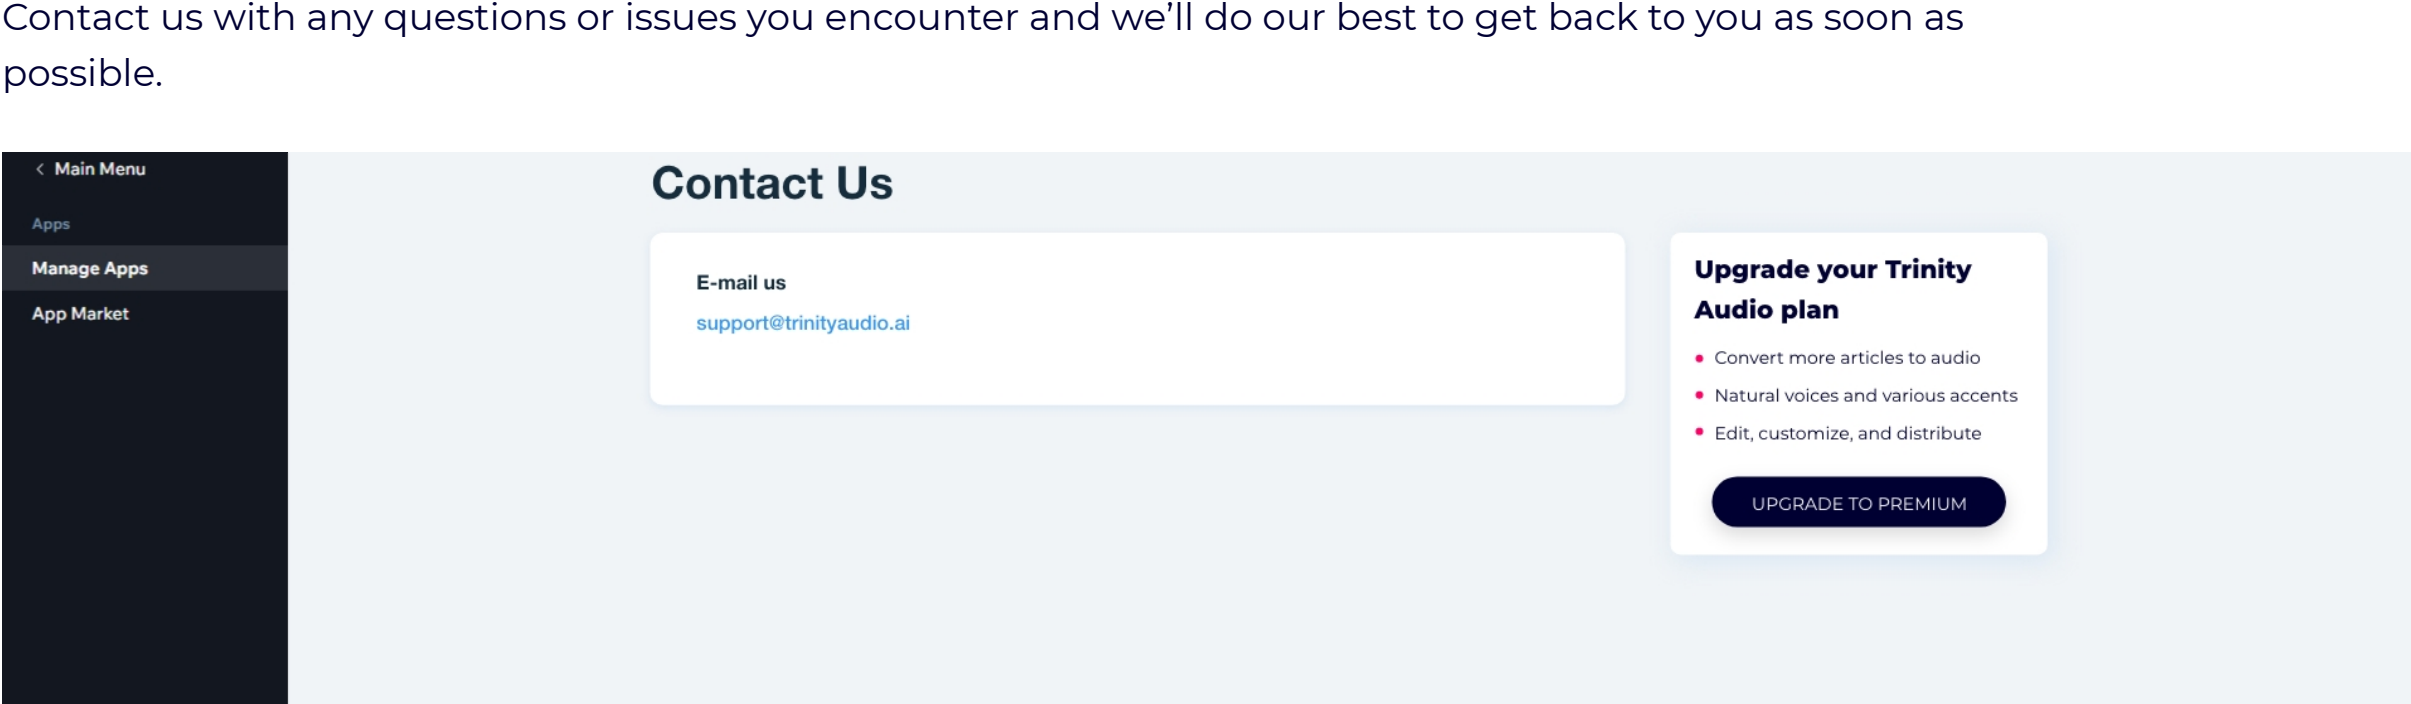 Contact us with any questions or issues you encounter and we’ll do our best to get back to you as soon as
possible.
< Main Menu
Apps
Manage Apps
App Market
Contact Us
E-mail us
support@trinityaudio.ai
Upgrade your Trinity
Audio plan
Convert more articles to audio
Natural voices and various accents
Edit, customize, and distribute
UPGRADE TO PREMIUM